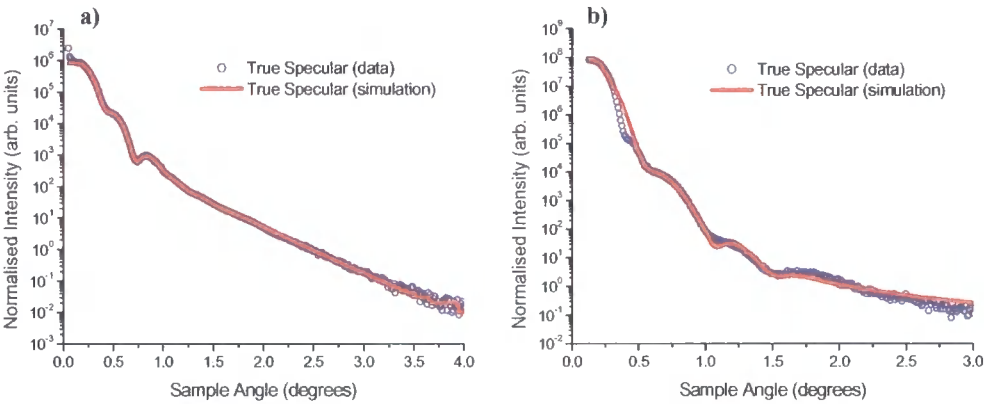 a)
10^7
10^6
10^5
10^4
10^3
10^2
10^1
10^0
10^-1
10^-2
10^-3
Normalised Intensity (arb. units)
True Specular (data)
True Specular (simulation)
0.0 0.5 1.0 1.5 2.0 2.5 3.0 3.5 4.0
Sample Angle (degrees)
b)
10^9
10^8
10^7
10^6
10^5
10^4
10^3
10^2
10^1
10^0
10^-1
10^-2
Normalised Intensity (arb. units)
True Specular (data)
True Specular (simulation)
0.0 0.5 1.0 1.5 2.0 2.5 3.0
Sample Angle (degrees)